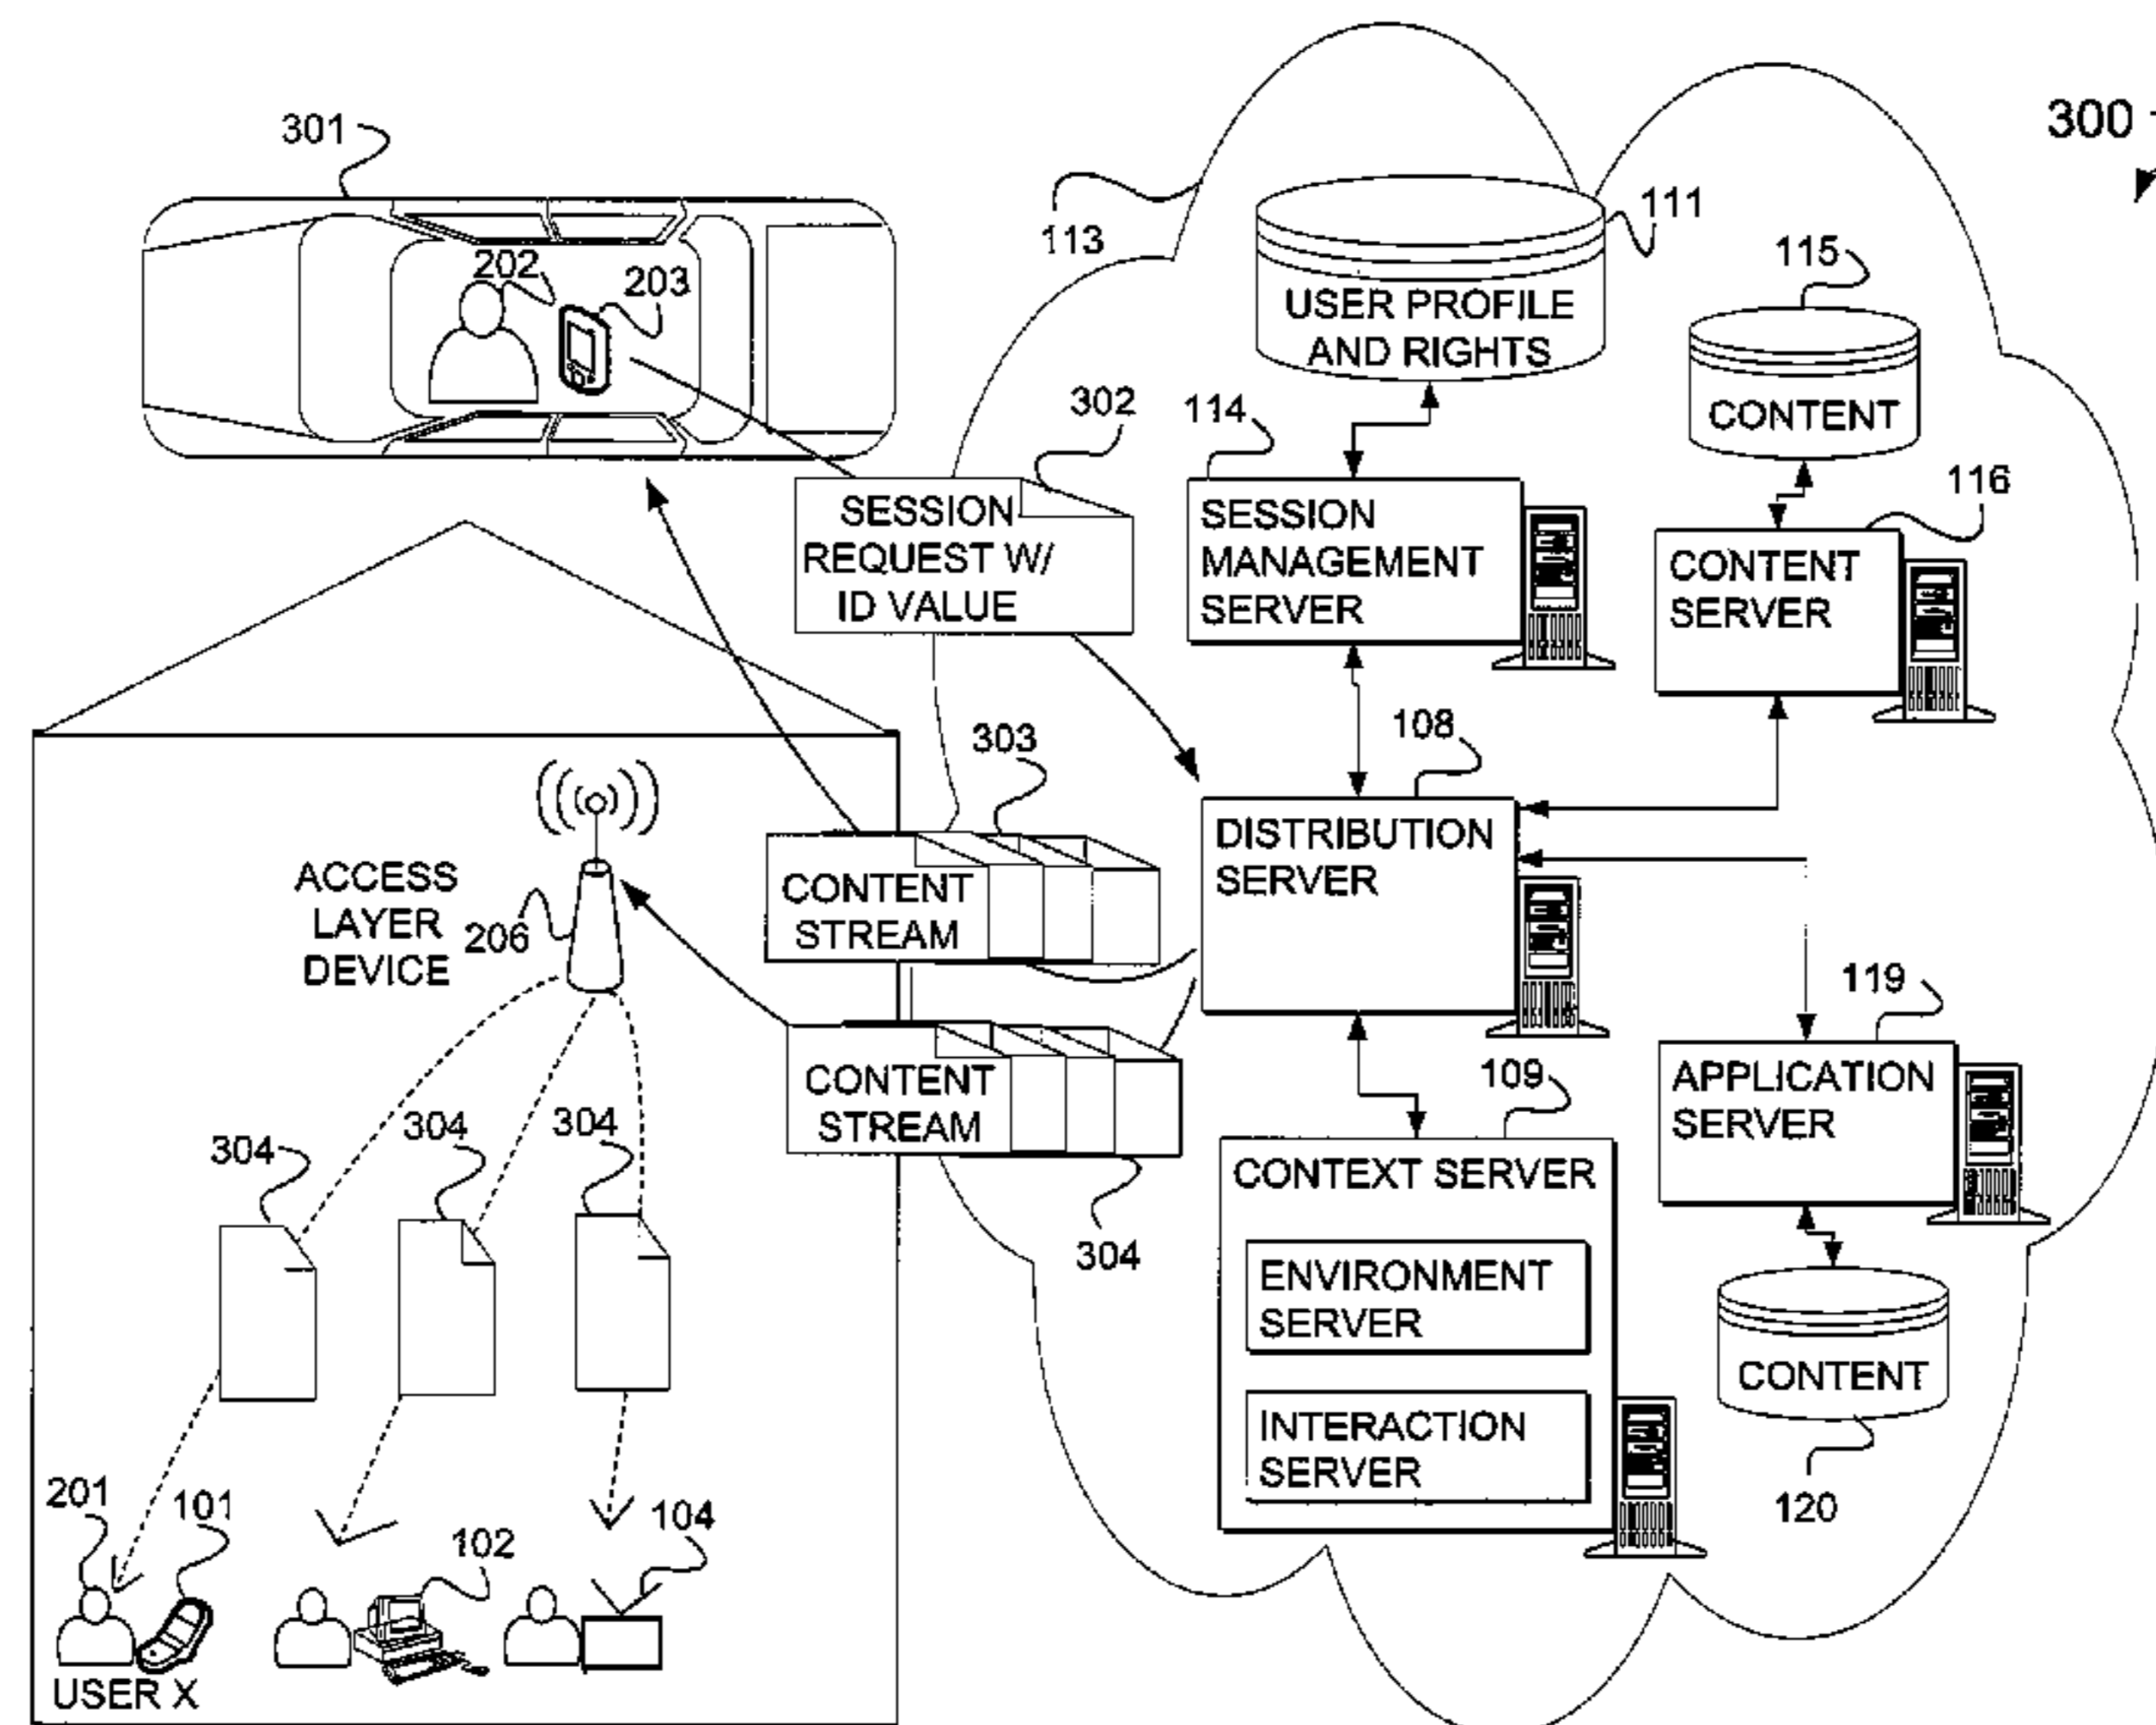 300
301
113
111
115
202
203
USER PROFILE
AND RIGHTS
CONTENT
302
114
116
SESSION
REQUEST W/
ID VALUE
SESSION
MANAGEMENT
SERVER
CONTENT
SERVER
303
108
DISTRIBUTION
SERVER
ACCESS
LAYER
DEVICE
206
CONTENT
STREAM
119
CONTENT
STREAM
304
109
APPLICATION
SERVER
304
304
304
CONTEXT SERVER
ENVIRONMENT
SERVER
INTERACTION
SERVER
CONTENT
120
201
101
102
104
USER X